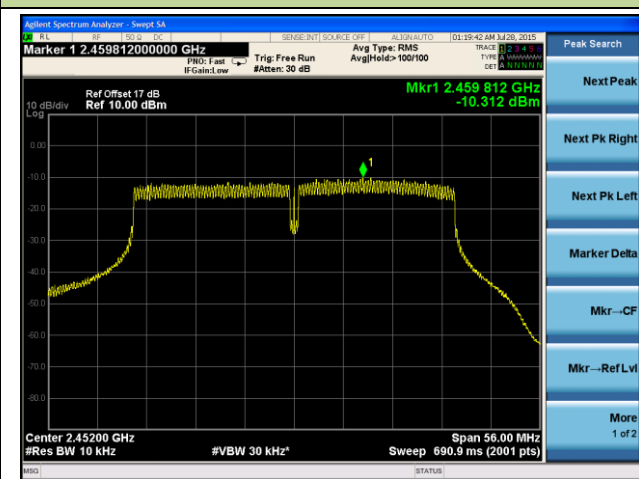 Agilent Spectrum Analyzer - Swept SA
RL RF 50 Ω DC SENSE:INT SOURCE OFF ALIGNAUTO 01:19:42 AM Jul 28, 2015
Marker 1 2.459812000000 GHz
PNO: Fast
IFGain:Low
Trig: Free Run
#Atten: 30 dB
Avg Type: RMS
Avg|Hold:>100/100
TRACE 1 2 3 4 5 6
TYPE A WWWWW
DET A N N N N N
Peak Search
Next Peak
Next Pk Right
Next Pk Left
Marker Delta
Mkr→CF
Mkr→RefLvl
More
1 of 2
Mkr1 2.459 812 GHz
-10.312 dBm
Ref Offset 17 dB
10 dB/div Ref 10.00 dBm
Log
0.00
-10.0
-20.0
-30.0
-40.0
-50.0
-60.0
-70.0
-80.0
1
Center 2.45200 GHz Span 56.00 MHz
#Res BW 10 kHz #VBW 30 kHz* Sweep 690.9 ms (2001 pts)
MSG STATUS